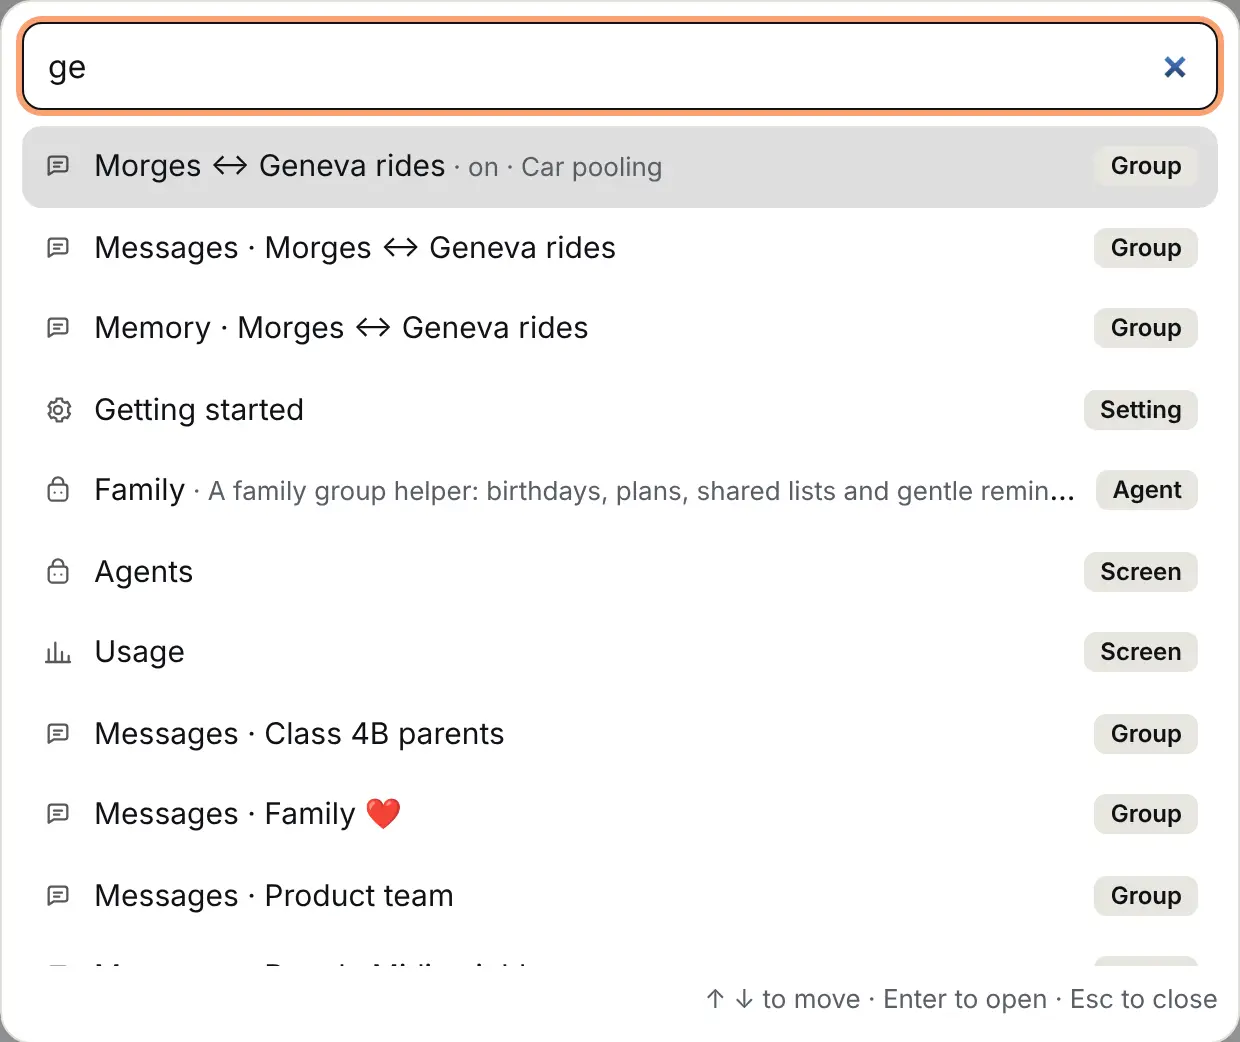 ge
Morges ↔ Geneva rides · on · Car pooling Group
Messages · Morges ↔ Geneva rides Group
Memory · Morges ↔ Geneva rides Group
Getting started Setting
Family · A family group helper: birthdays, plans, shared lists and gentle remin... Agent
Agents Screen
Usage Screen
Messages · Class 4B parents Group
Messages · Family ❤️ Group
Messages · Product team Group
↑ ↓ to move · Enter to open · Esc to close